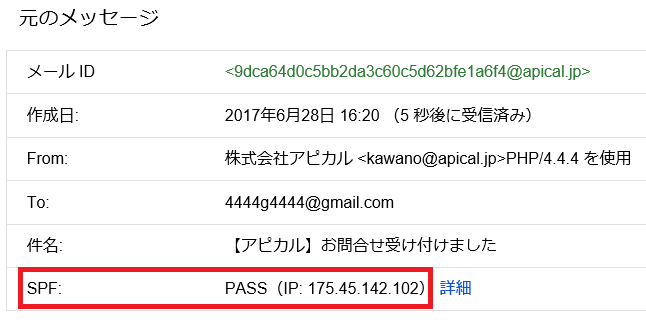 元のメッセージ
メール ID <9dca64d0c5bb2da3c60c5d62bfe1a6f4@apical.jp>
作成日: 2017年6月28日 16:20 （5 秒後に受信済み）
From: 株式会社アピカル <kawano@apical.jp>PHP/4.4.4 を使用
To: 4444g4444@gmail.com
件名: 【アピカル】お問合せ受け付けました
SPF: PASS（IP: 175.45.142.102） 詳細